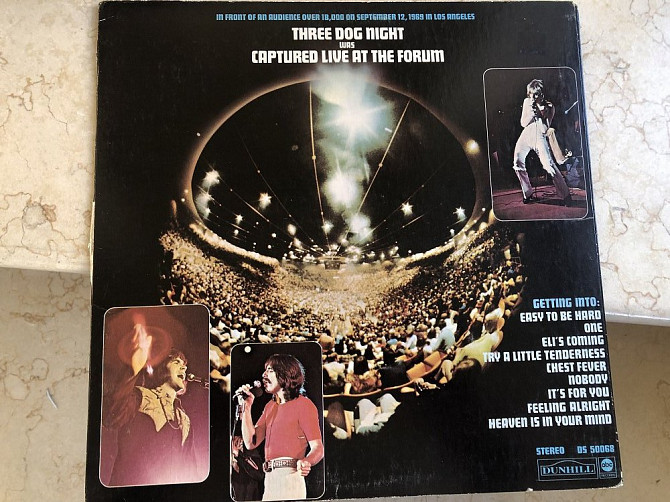 IN FRONT OF AN AUDIENCE OVER 18,000 ON SEPTEMBER 12, 1969 IN LOS ANGELES
THREE DOG NIGHT
WAS
CAPTURED LIVE AT THE FORUM
GETTING INTO:
EASY TO BE HARD
ONE
ELI'S COMING
TRY A LITTLE TENDERNESS
CHEST FEVER
NOBODY
IT'S FOR YOU
FEELING ALRIGHT
HEAVEN IS IN YOUR MIND
STEREO DS 50068
DUNHILL abc